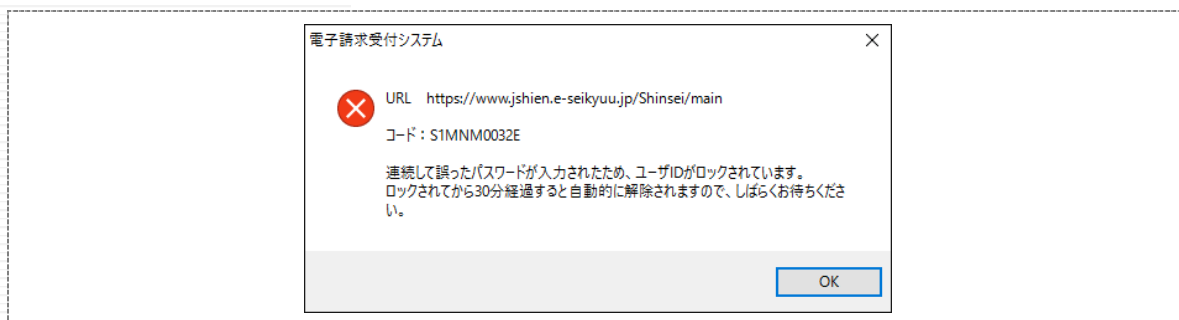 電子請求受付システム
URL https://www.jshien.e-seikyuu.jp/Shinsei/main
コード：S1MNM0032E
連続して誤ったパスワードが入力されたため、ユーザIDがロックされています。
ロックされてから30分経過すると自動的に解除されますので、しばらくお待ちくださ
い。
OK